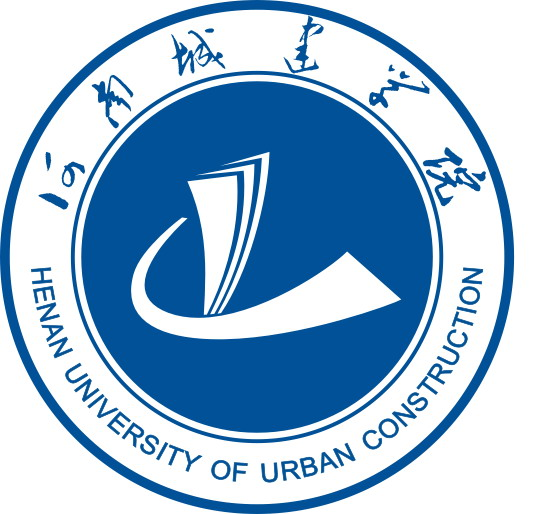 河南城建学院
HENAN UNIVERSITY OF URBAN CONSTRUCTION